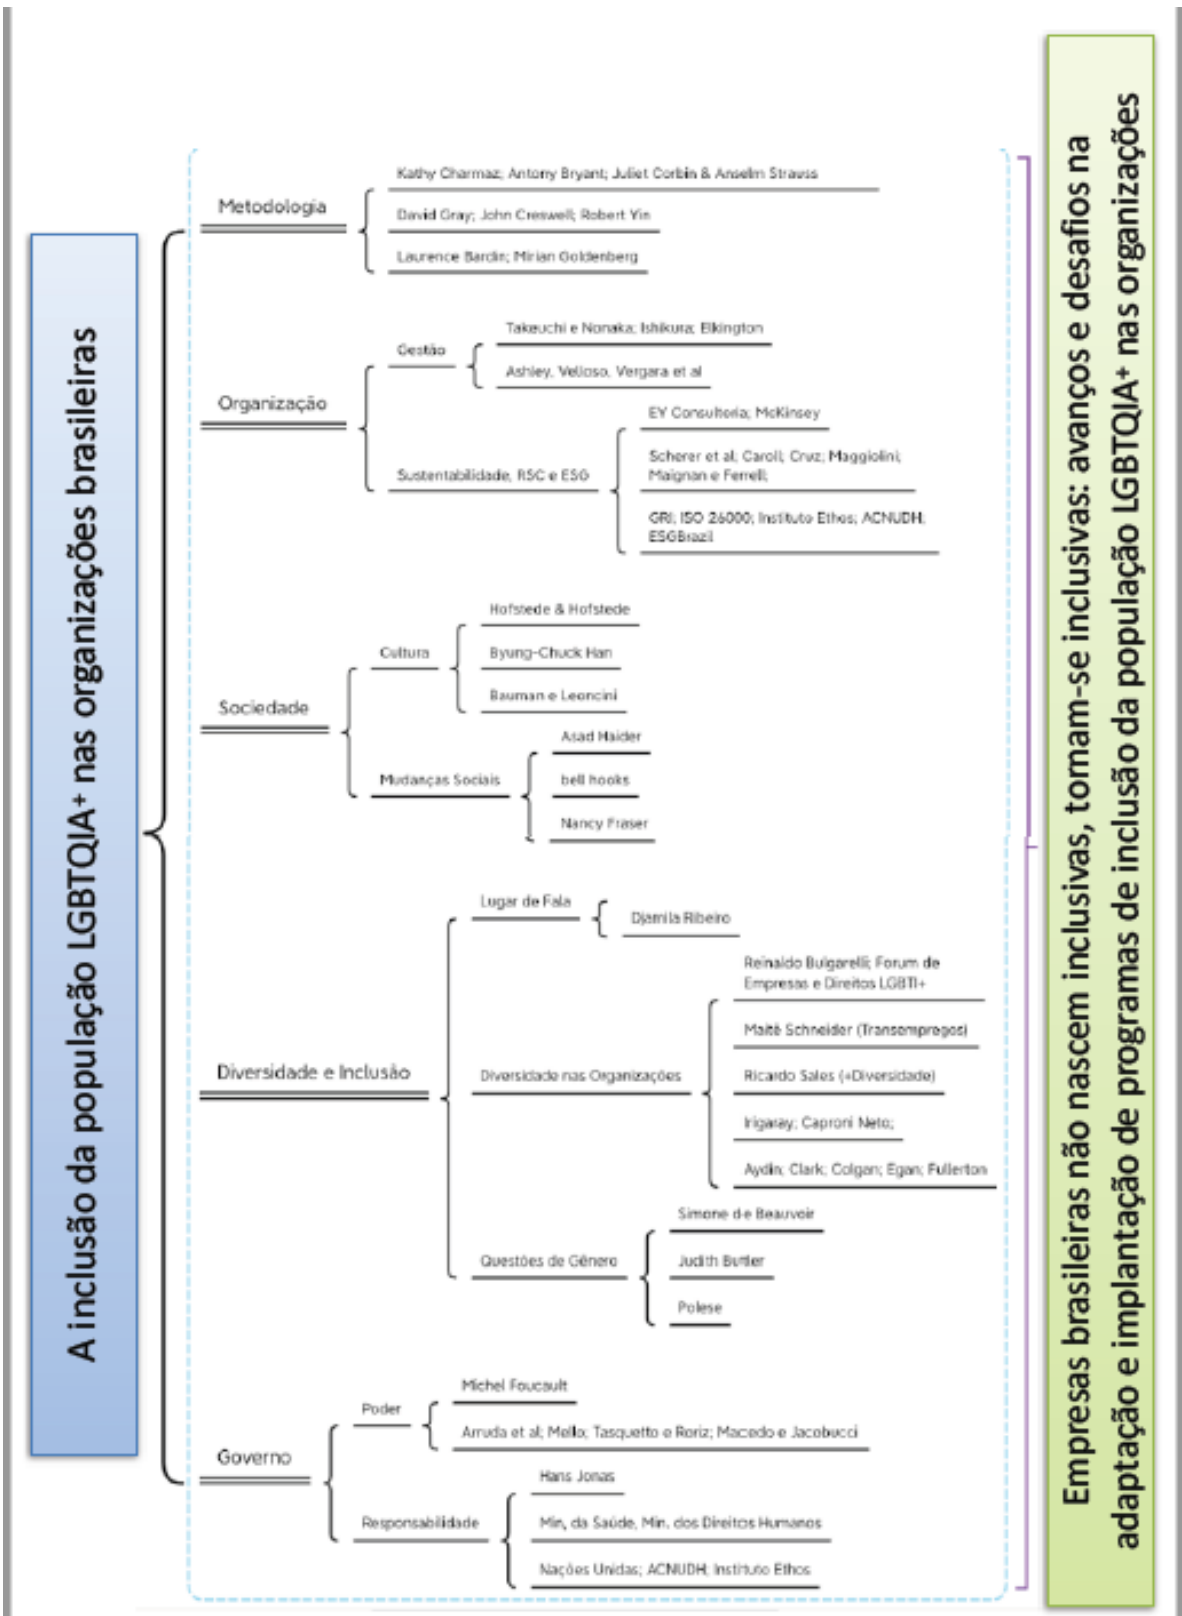 A inclusão da população LGBTQIA+ nas organizações brasileiras
Metodologia
Kathy Charmaz; Antony Bryant; Juliet Corbin & Anselm Strauss
David Gray; John Creswell; Robert Yin
Laurence Bardin; Mirian Goldenberg
Organização
Gestão
Takeuchi e Nonaka; Ishikura; Elkington
Ashley, Velloso, Vergara et al
Sustentabilidade, RSC e ESG
EY Consultoria; McKinsey
Scherer et al; Caroll; Cruz; Maggiolini;
Maignan e Ferrell;
GRI; ISO 26000; Instituto Ethos; ACNUDH;
ESGBrazil
Sociedade
Cultura
Hofstede & Hofstede
Byung-Chuck Han
Bauman e Leoncini
Mudanças Sociais
Asad Haider
bell hooks
Nancy Fraser
Diversidade e Inclusão
Lugar de Fala
Djamila Ribeiro
Diversidade nas Organizações
Reinaldo Bulgarelli; Forum de
Empresas e Direitos LGBTI+
Maitê Schneider (Transempregos)
Ricardo Sales (+Diversidade)
Irigaray; Caproni Neto;
Aydin; Clark; Colgan; Egan; Fullerton
Questões de Gênero
Simone de Beauvoir
Judith Butler
Polese
Governo
Poder
Michel Foucault
Arruda et al; Mello; Tasquetto e Roriz; Macedo e Jacobucci
Responsabilidade
Hans Jonas
Min. da Saúde, Min. dos Direitos Humanos
Nações Unidas; ACNUDH; Instituto Ethos
Empresas brasileiras não nascem inclusivas, tornam-se inclusivas: avanços e desafios na
adaptação e implantação de programas de inclusão da população LGBTQIA+ nas organizações